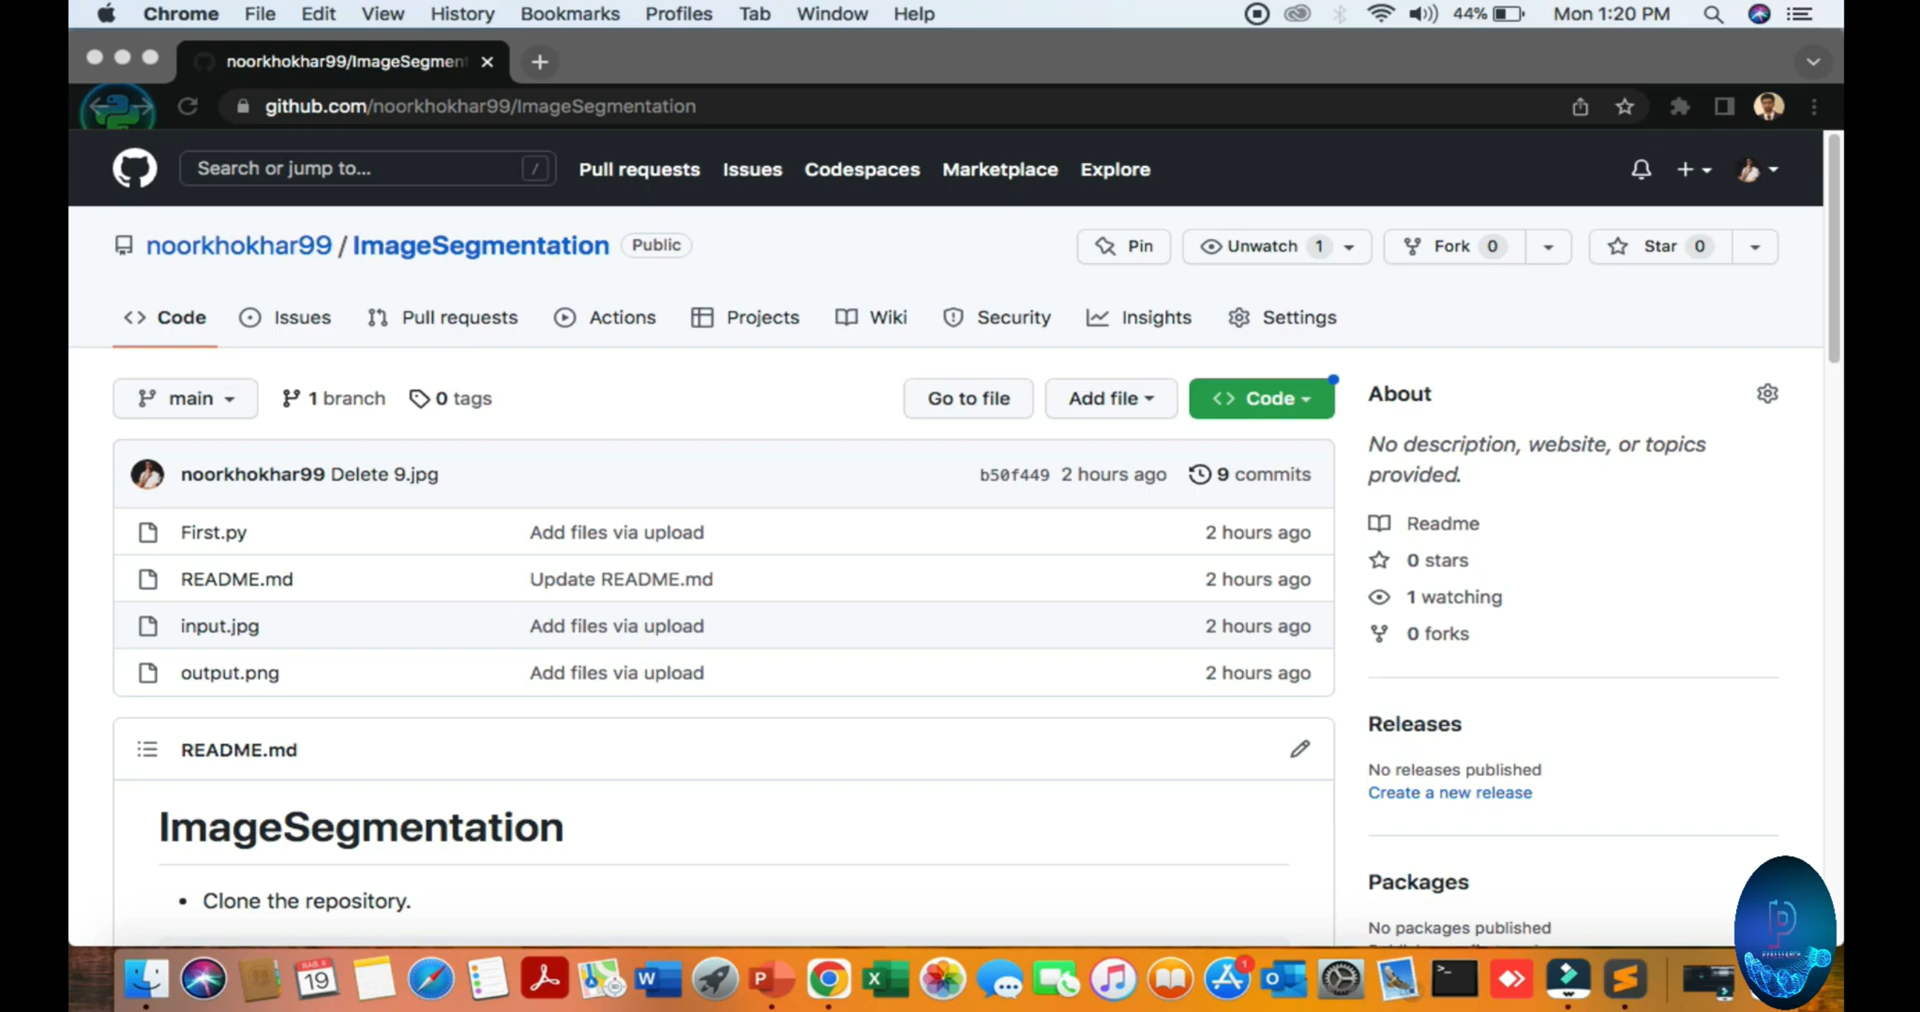 Chrome File Edit View History Bookmarks Profiles Tab Window Help 44% Mon 1:20 PM
noorkhokhar99/ImageSegmen
github.com/noorkhokhar99/ImageSegmentation
Search or jump to... / Pull requests Issues Codespaces Marketplace Explore
noorkhokhar99 / ImageSegmentation Public Pin Unwatch 1 Fork 0 Star 0
Code Issues Pull requests Actions Projects Wiki Security Insights Settings
main 1 branch 0 tags Go to file Add file Code
About
No description, website, or topics
provided.
noorkhokhar99 Delete 9.jpg b50f449 2 hours ago 9 commits
First.py Add files via upload 2 hours ago
README.md Update README.md 2 hours ago
input.jpg Add files via upload 2 hours ago
output.png Add files via upload 2 hours ago
Readme
0 stars
1 watching
0 forks
Releases
No releases published
Create a new release
README.md
ImageSegmentation
Clone the repository.
Packages
No packages published
19
W P X 1 O
P